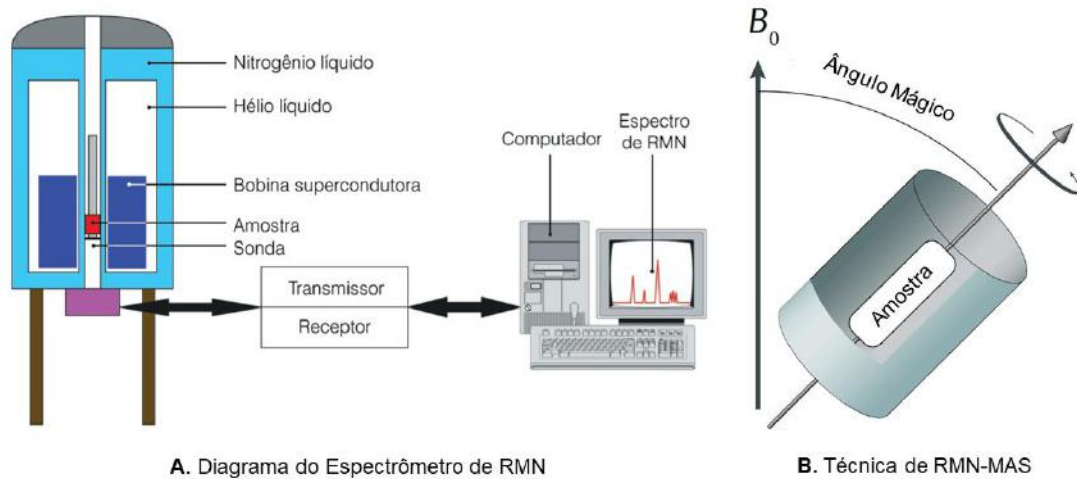 Nitrogênio líquido
Hélio líquido
Bobina supercondutora
Amostra
Sonda
Transmissor
Receptor
Computador
Espectro
de RMN
A. Diagrama do Espectrômetro de RMN
B₀
Ângulo Mágico
Amostra
B. Técnica de RMN-MAS